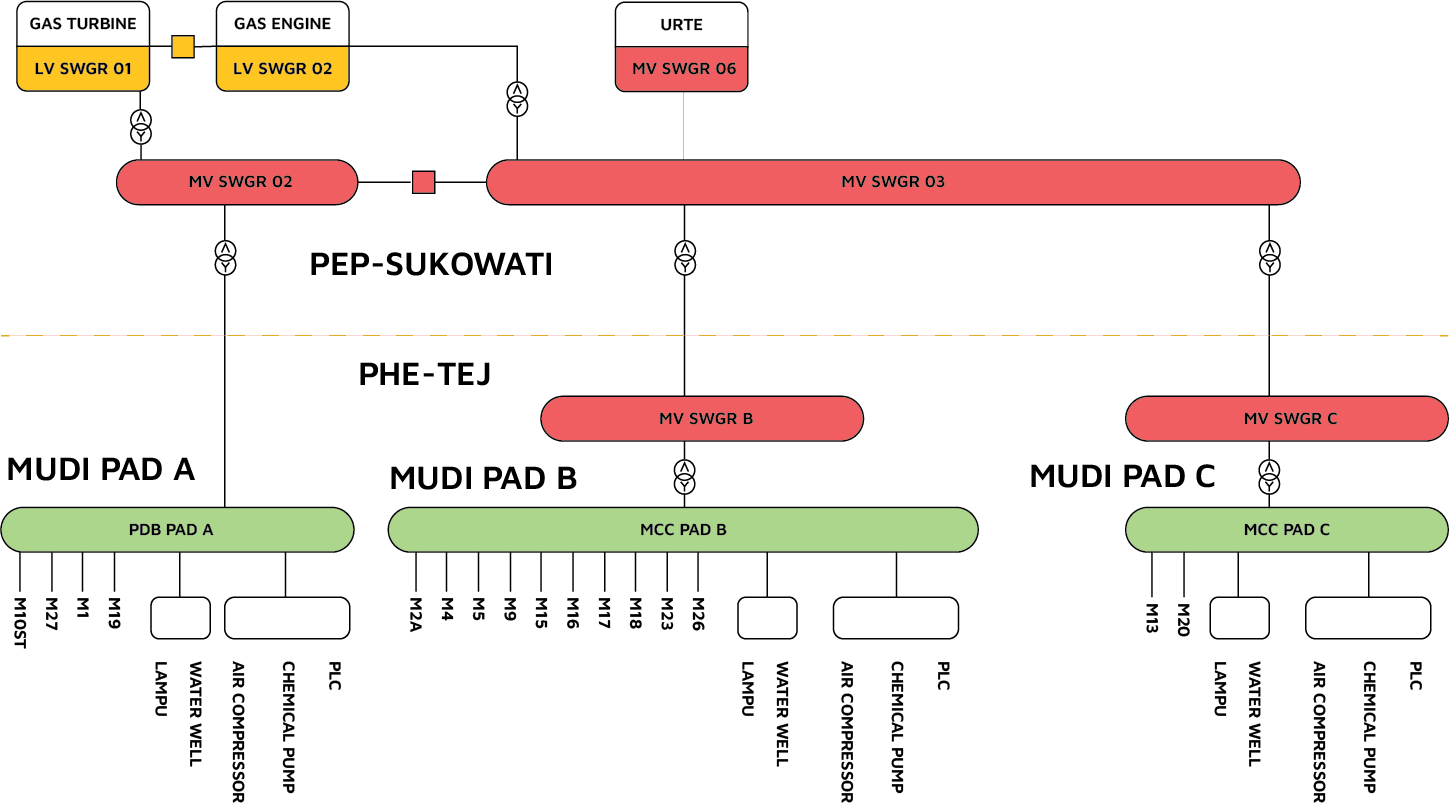 GAS TURBINE
LV SWGR 01
GAS ENGINE
LV SWGR 02
URTE
MV SWGR 06
MV SWGR 02
MV SWGR 03
PEP-SUKOWATI
PHE-TEJ
MV SWGR B
MV SWGR C
MUDI PAD A
MUDI PAD B
MUDI PAD C
PDB PAD A
MCC PAD B
MCC PAD C
M10ST
M27
M1
M19
LAMPU
WATER WELL
AIR COMPRESSOR
CHEMICAL PUMP
PLC
M2A
M4
M5
M9
M15
M16
M17
M18
M23
M26
LAMPU
WATER WELL
AIR COMPRESSOR
CHEMICAL PUMP
PLC
M13
M20
LAMPU
WATER WELL
AIR COMPRESSOR
CHEMICAL PUMP
PLC